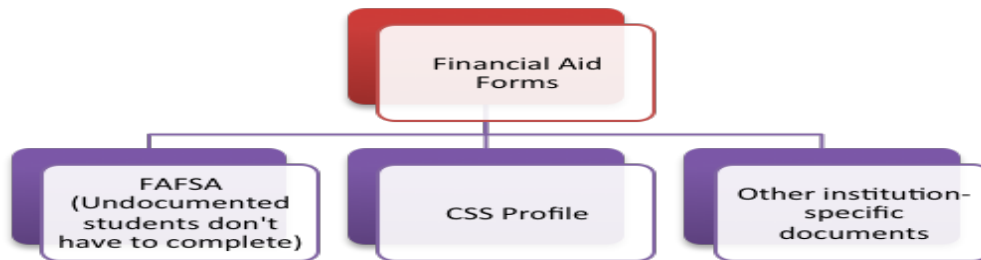 Financial Aid
Forms
FAFSA
(Undocumented
students don't
have to complete)
CSS Profile
Other institution-
specific
documents